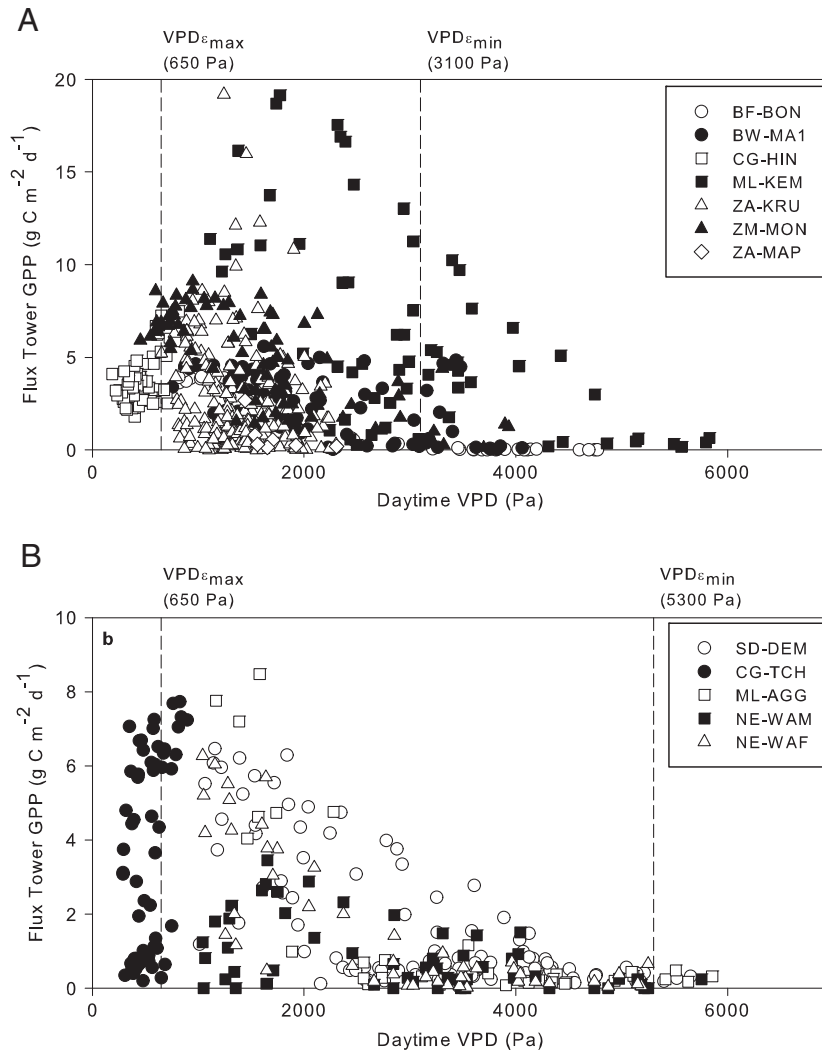 A
VPDεmax
(650 Pa)
VPDεmin
(3100 Pa)
20
15
10
5
0
Flux Tower GPP (g C m-2 d-1)
0
2000
4000
6000
Daytime VPD (Pa)
BF-BON
BW-MA1
CG-HIN
ML-KEM
ZA-KRU
ZM-MON
ZA-MAP
B
VPDεmax
(650 Pa)
VPDεmin
(5300 Pa)
b
10
8
6
4
2
0
Flux Tower GPP (g C m-2 d-1)
0
2000
4000
6000
Daytime VPD (Pa)
SD-DEM
CG-TCH
ML-AGG
NE-WAM
NE-WAF